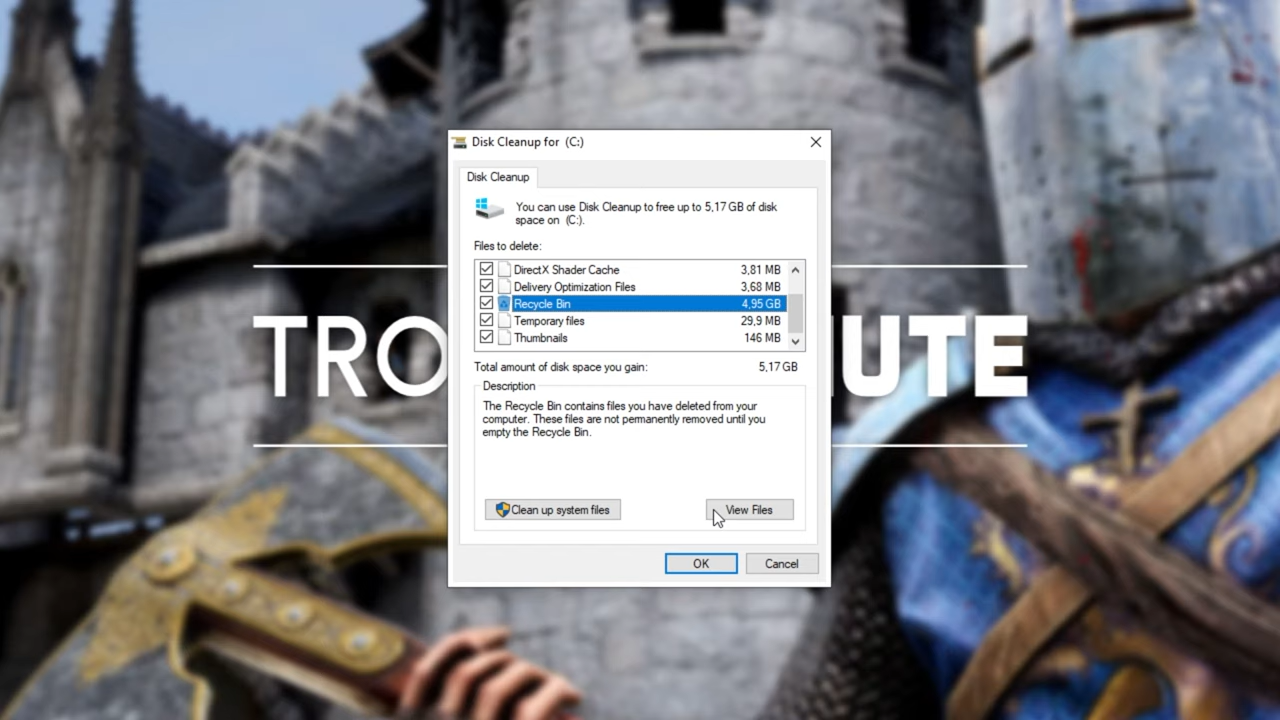 Disk Cleanup for (C:)
Disk Cleanup
You can use Disk Cleanup to free up to 5,17 GB of disk
space on (C:).
Files to delete:
DirectX Shader Cache 3,81 MB
Delivery Optimization Files 3,68 MB
Recycle Bin 4,95 GB
Temporary files 29,9 MB
Thumbnails 146 MB
Total amount of disk space you gain: 5,17 GB
TRO UTE
Description
The Recycle Bin contains files you have deleted from your
computer. These files are not permanently removed until you
empty the Recycle Bin.
Clean up system files View Files
OK Cancel